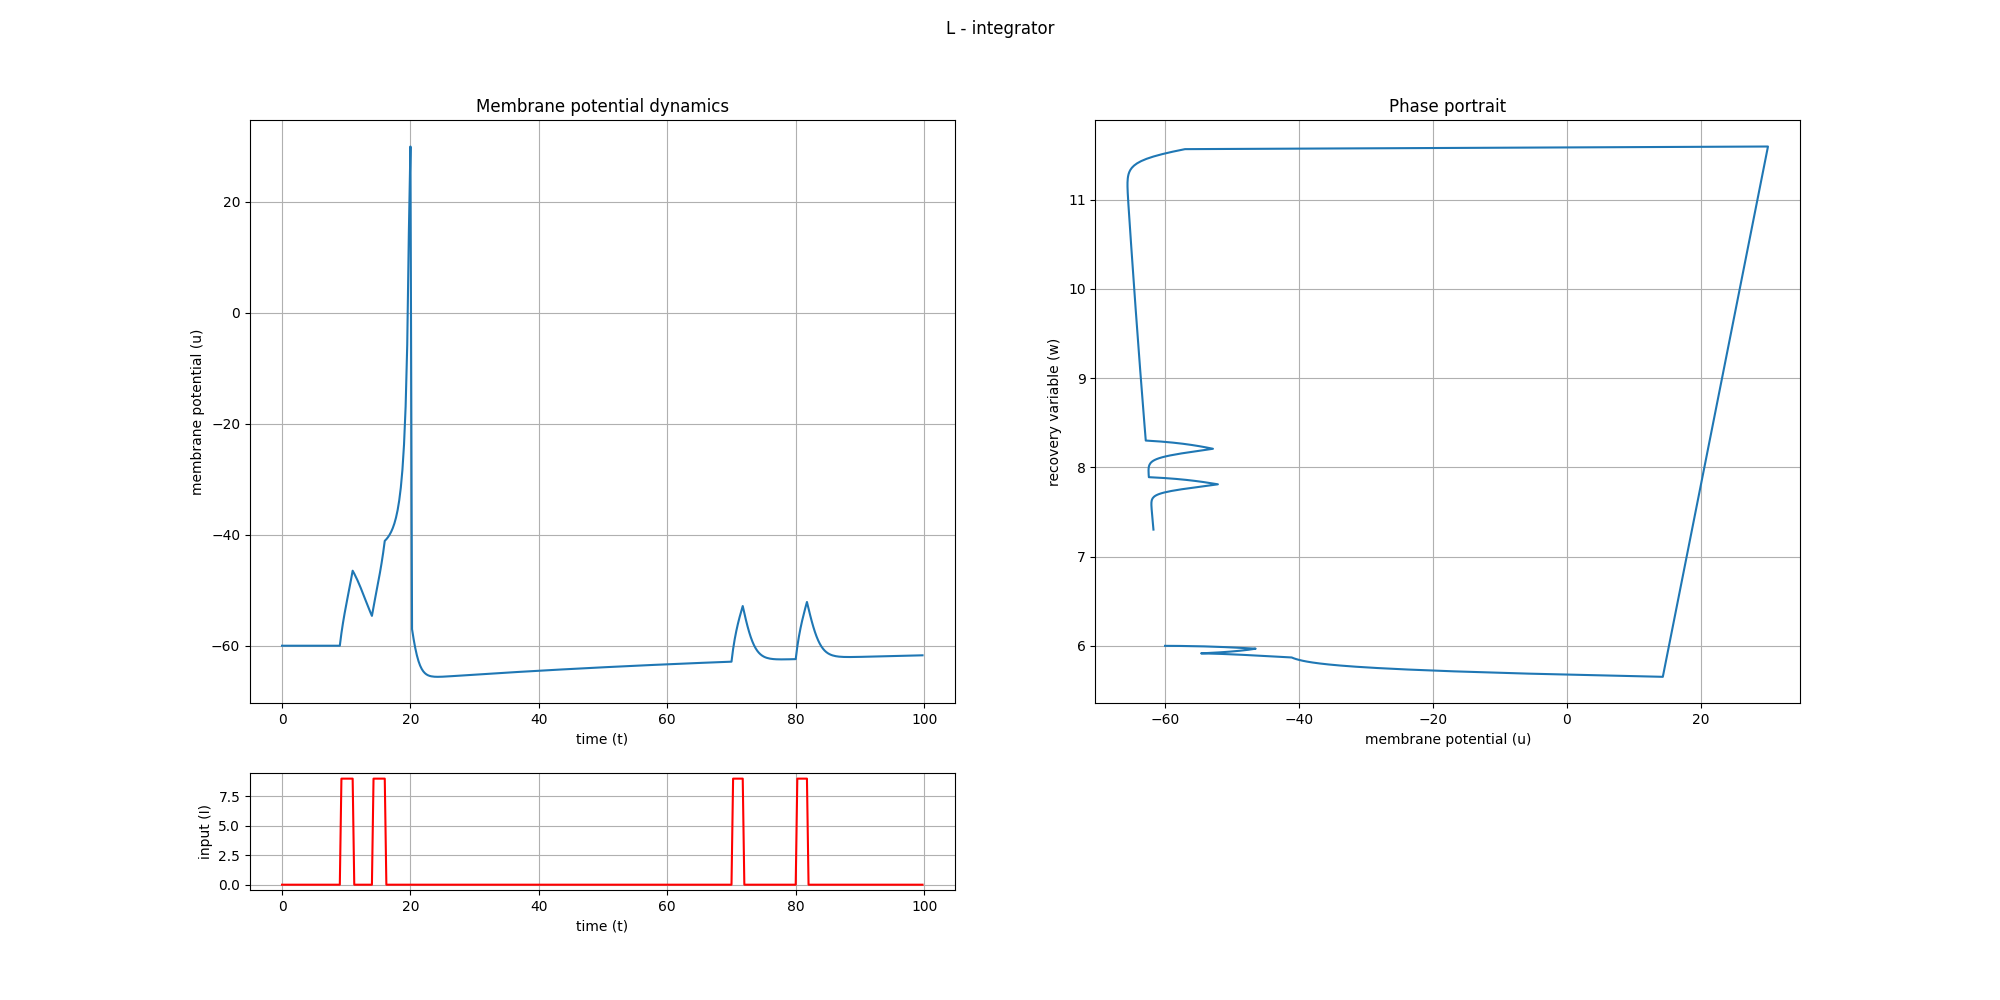 L - integrator
Membrane potential dynamics
membrane potential (u)
20
0
−20
−40
−60
0 20 40 60 80 100
time (t)
input (I)
7.5
5.0
2.5
0.0
0 20 40 60 80 100
time (t)
Phase portrait
recovery variable (w)
11
10
9
8
7
6
−60 −40 −20 0 20
membrane potential (u)